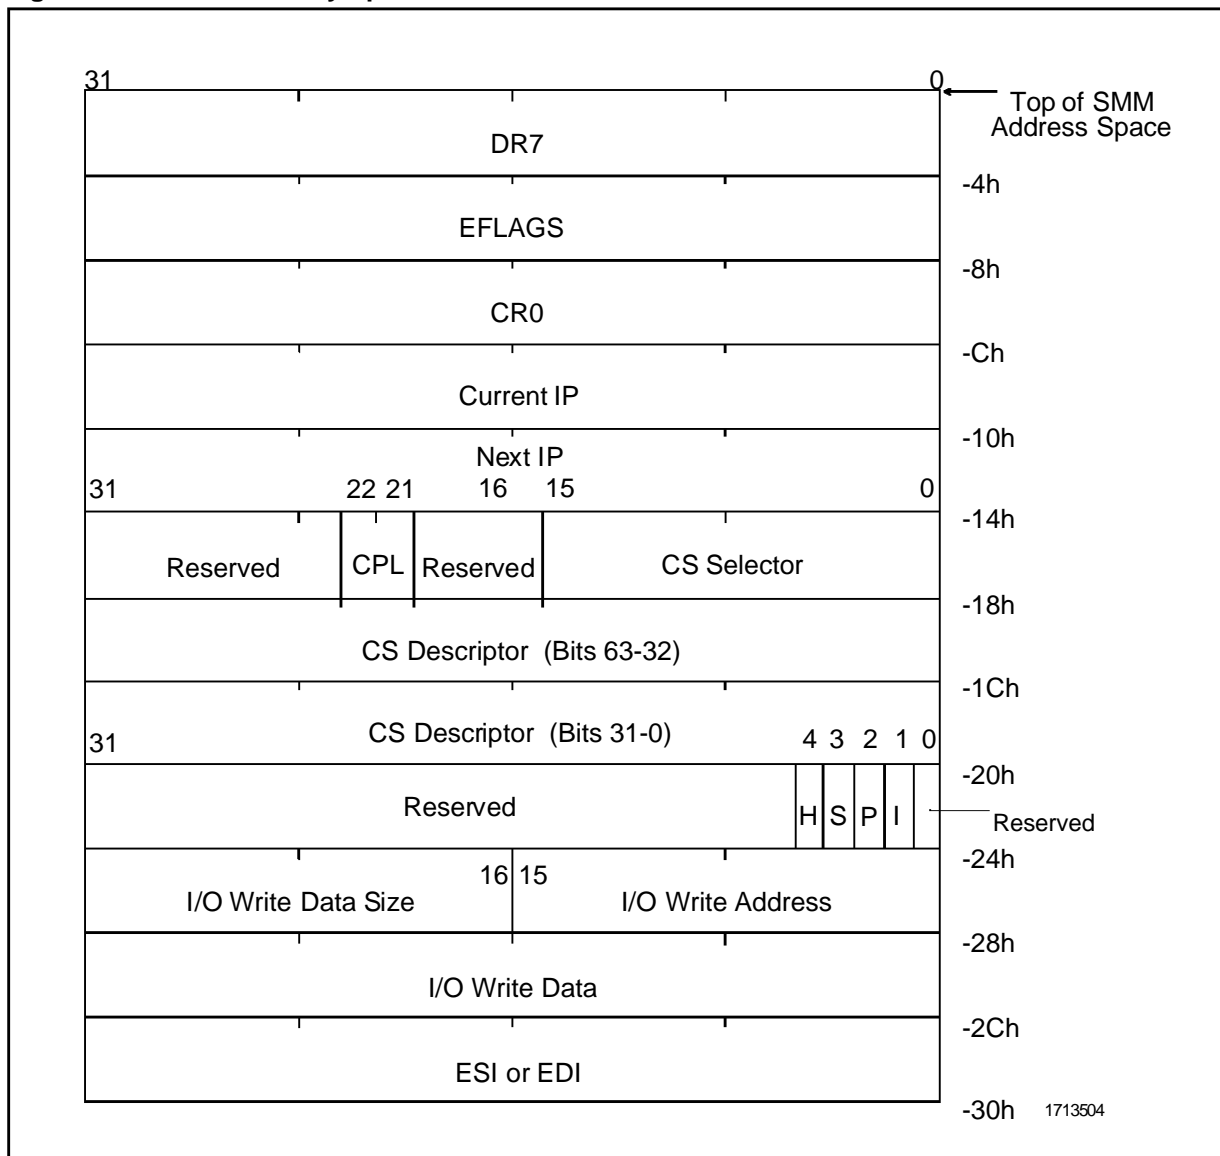 31 0
Top of SMM
Address Space
DR7
-4h
EFLAGS
-8h
CR0
-Ch
Current IP
-10h
Next IP
31 22 21 16 15 0
-14h
Reserved CPL Reserved CS Selector
-18h
CS Descriptor (Bits 63-32)
-1Ch
CS Descriptor (Bits 31-0)
31 4 3 2 1 0
-20h
Reserved H S P I
Reserved
-24h
16 15
I/O Write Data Size I/O Write Address
-28h
I/O Write Data
-2Ch
ESI or EDI
-30h 1713504